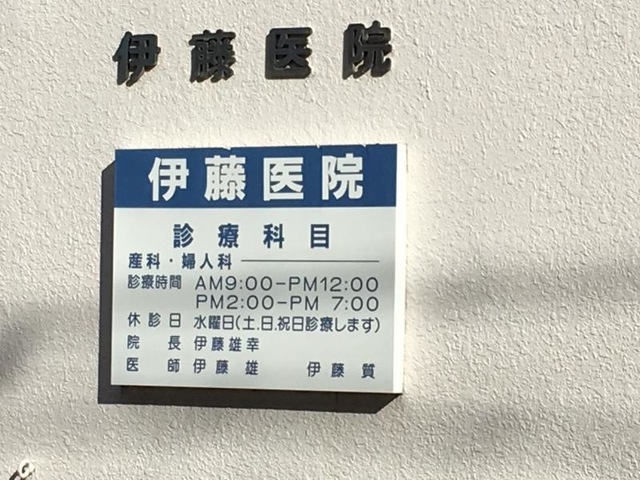 伊藤医院
伊藤医院
診療科目
産科・婦人科
診療時間 AM9:00-PM12:00
PM2:00-PM 7:00
休診日 水曜日(土.日.祝日診療します)
院長 伊藤雄幸
医師 伊藤雄 伊藤質